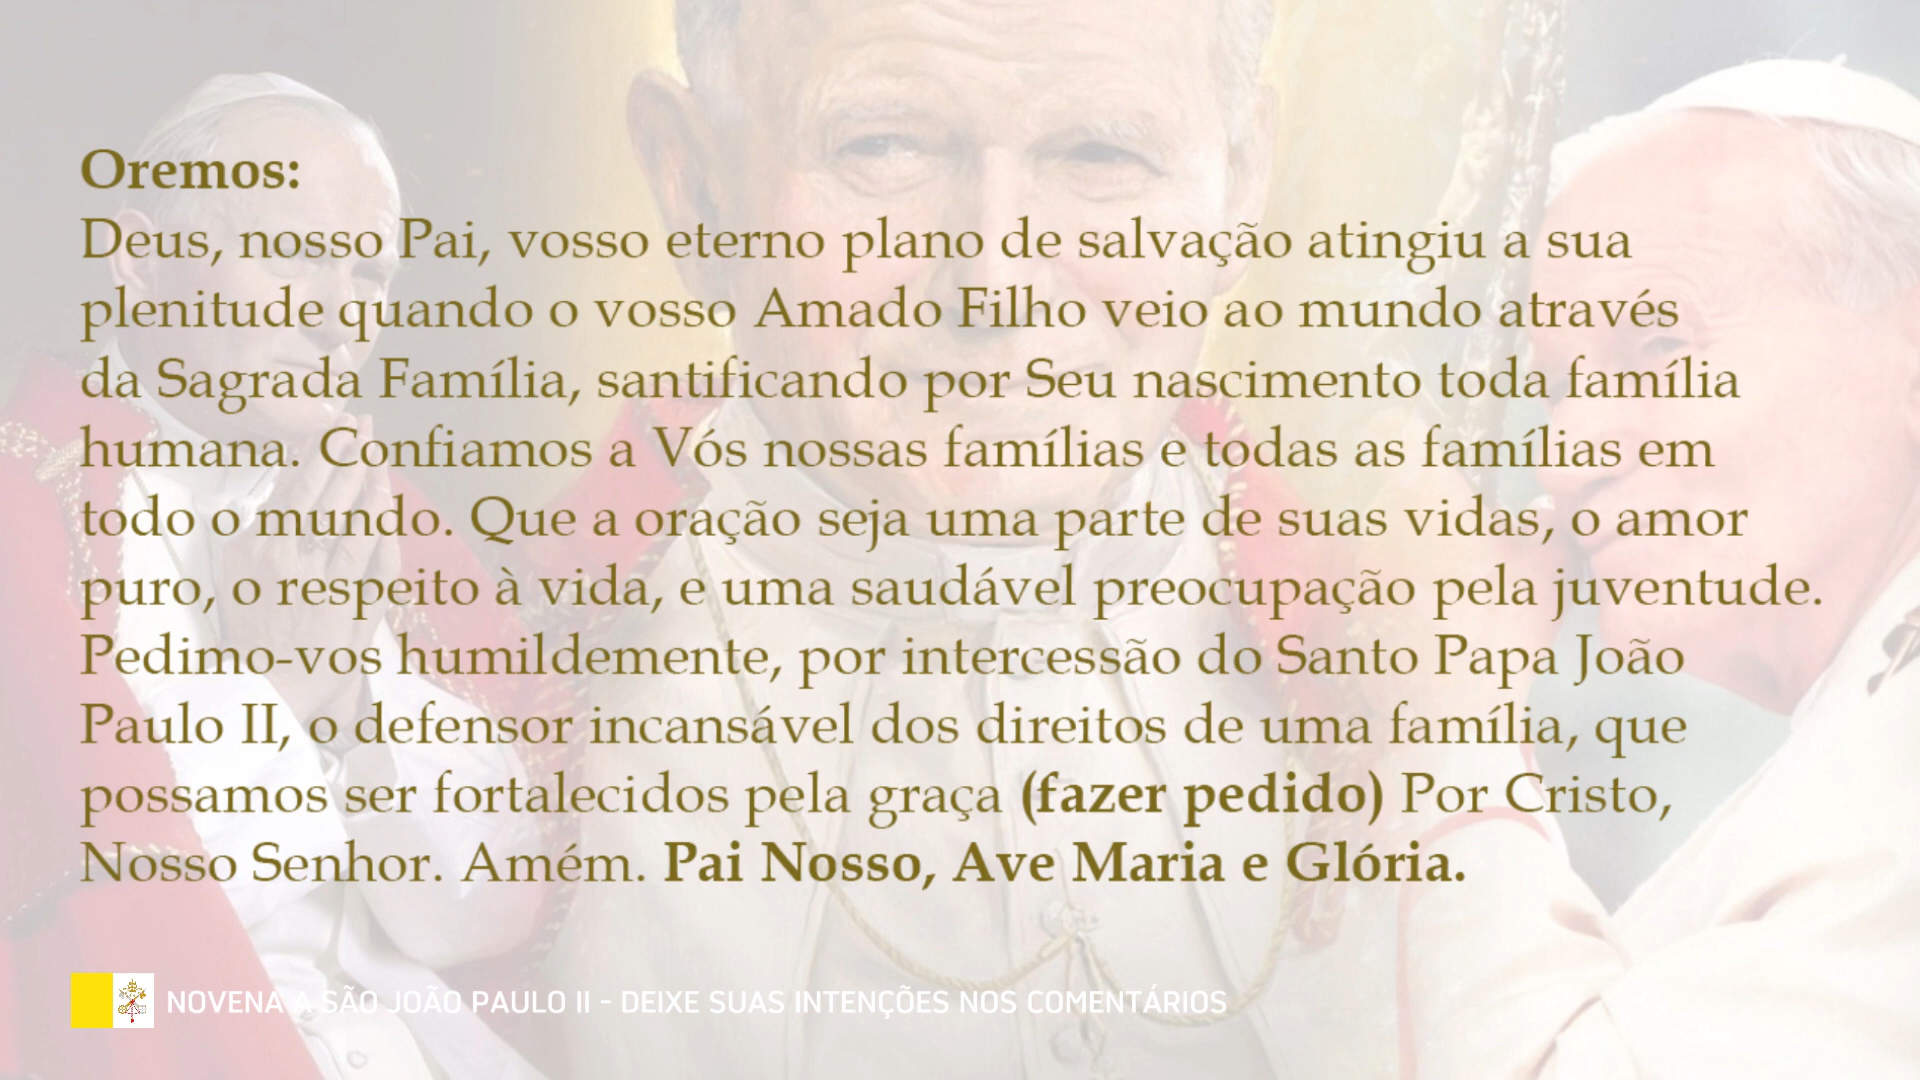 Oremos:
Deus, nosso Pai, vosso eterno plano de salvação atingiu a sua
plenitude quando o vosso Amado Filho veio ao mundo através
da Sagrada Família, santificando por Seu nascimento toda família
humana. Confiamos a Vós nossas famílias e todas as famílias em
todo o mundo. Que a oração seja uma parte de suas vidas, o amor
puro, o respeito à vida, e uma saudável preocupação pela juventude.
Pedimo-vos humildemente, por intercessão do Santo Papa João
Paulo II, o defensor incansável dos direitos de uma família, que
possamos ser fortalecidos pela graça (fazer pedido) Por Cristo,
Nosso Senhor. Amém. Pai Nosso, Ave Maria e Glória.
NOVENA A SÃO JOÃO PAULO II - DEIXE SUAS INTENÇÕES NOS COMENTÁRIOS